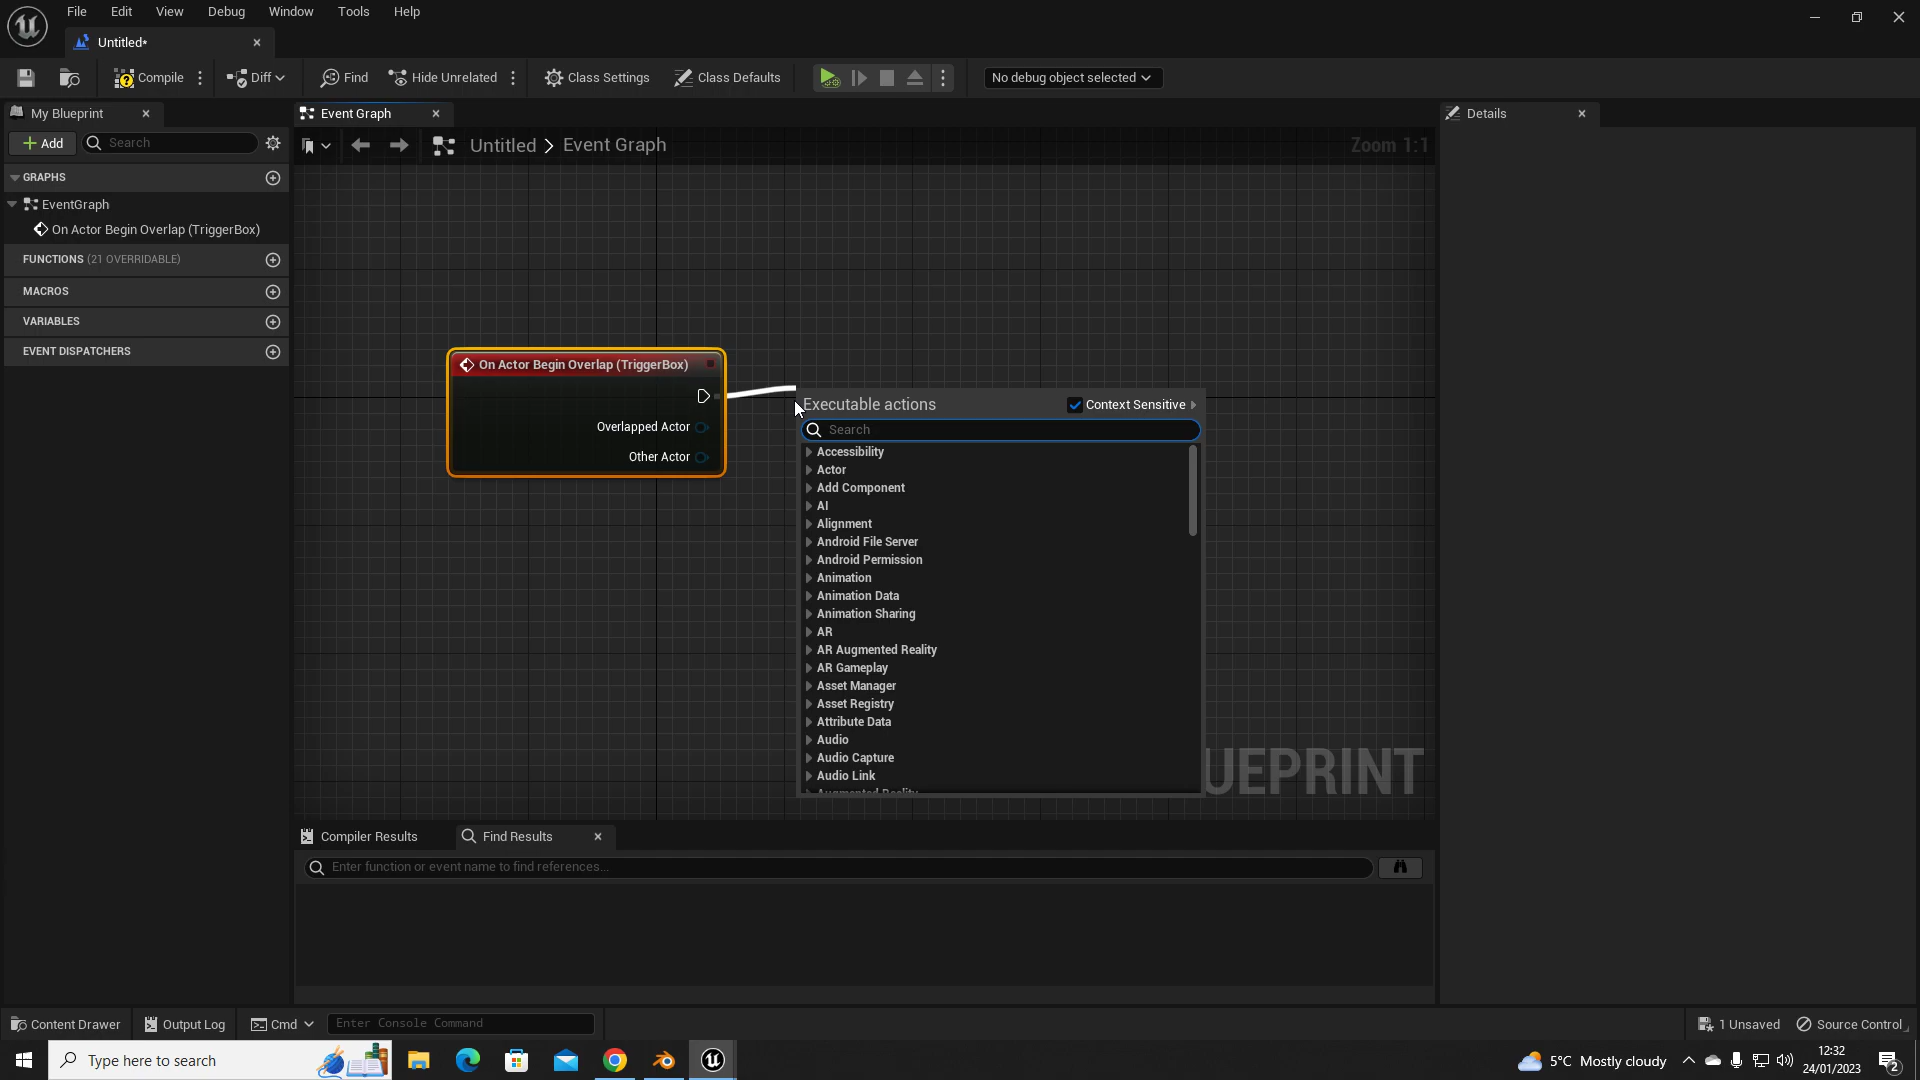 File Edit View Debug Window Tools Help
Untitled*
Compile Diff Find Hide Unrelated Class Settings Class Defaults No debug object selected
My Blueprint
Event Graph
Details
Add Search
Untitled > Event Graph
Zoom 1:1
GRAPHS
EventGraph
On Actor Begin Overlap (TriggerBox)
FUNCTIONS (21 OVERRIDABLE)
MACROS
VARIABLES
EVENT DISPATCHERS
On Actor Begin Overlap (TriggerBox)
Overlapped Actor
Other Actor
Executable actions Context Sensitive
Search
Accessibility
Actor
Add Component
AI
Alignment
Android File Server
Android Permission
Animation
Animation Data
Animation Sharing
AR
AR Augmented Reality
AR Gameplay
Asset Manager
Asset Registry
Attribute Data
Audio
Audio Capture
Audio Link
Augmented Reality
UEPRINT
Compiler Results Find Results
Enter function or event name to find references...
Content Drawer Output Log Cmd Enter Console Command 1 Unsaved Source Control
Type here to search
5°C Mostly cloudy
12:32
24/01/2023
2